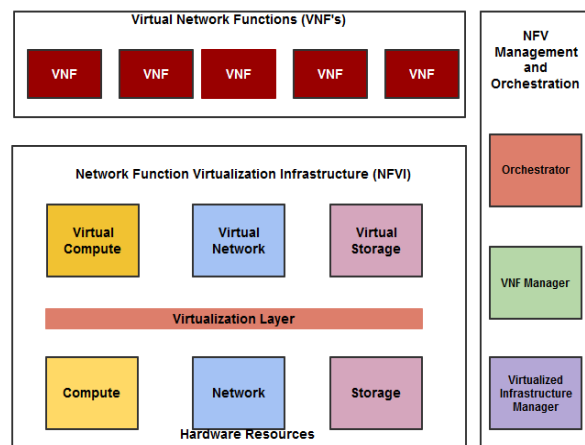 Virtual Network Functions (VNF's)
VNF
VNF
VNF
VNF
VNF
Network Function Virtualization Infrastructure (NFVI)
Virtual
Compute
Virtual
Network
Virtual
Storage
Virtualization Layer
Compute
Network
Storage
Hardware Resources
NFV
Management
and
Orchestration
Orchestrator
VNF Manager
Virtualized
Infrastructure
Manager